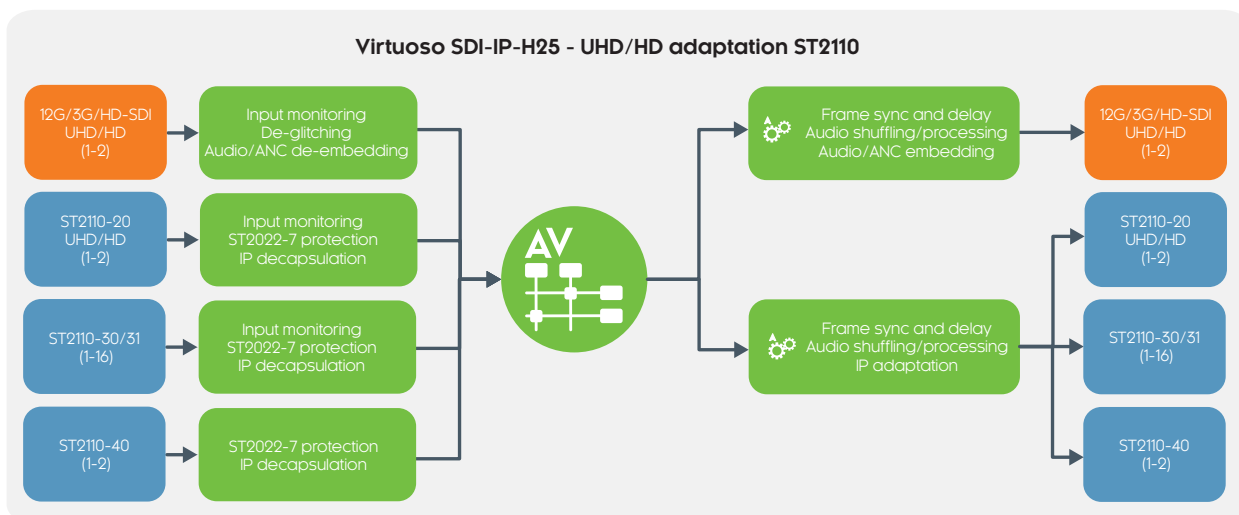 Virtuoso SDI-IP-H25 - UHD/HD adaptation ST2110
12G/3G/HD-SDI
UHD/HD
(1-2)
Input monitoring
De-glitching
Audio/ANC de-embedding
ST2110-20
UHD/HD
(1-2)
Input monitoring
ST2022-7 protection
IP decapsulation
ST2110-30/31
(1-16)
Input monitoring
ST2022-7 protection
IP decapsulation
ST2110-40
(1-2)
ST2022-7 protection
IP decapsulation
AV
Frame sync and delay
Audio shuffling/processing
Audio/ANC embedding
12G/3G/HD-SDI
UHD/HD
(1-2)
Frame sync and delay
Audio shuffling/processing
IP adaptation
ST2110-20
UHD/HD
(1-2)
ST2110-30/31
(1-16)
ST2110-40
(1-2)